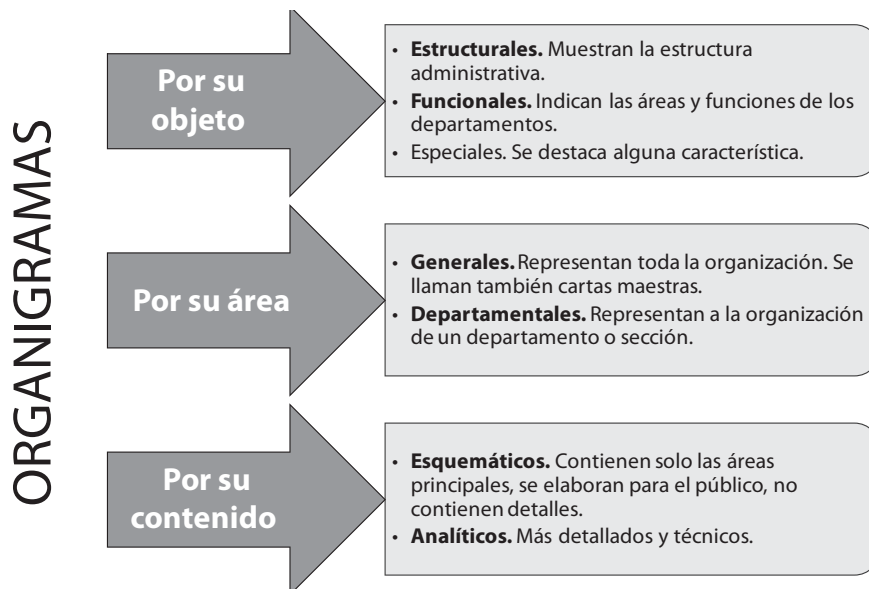 ORGANIGRAMAS
Por su
objeto
• Estructurales. Muestran la estructura
administrativa.
• Funcionales. Indican las áreas y funciones de los
departamentos.
• Especiales. Se destaca alguna característica.
Por su área
• Generales. Representan toda la organización. Se
llaman también cartas maestras.
• Departamentales. Representan a la organización
de un departamento o sección.
Por su
contenido
• Esquemáticos. Contienen solo las áreas
principales, se elaboran para el público, no
contienen detalles.
• Analíticos. Más detallados y técnicos.